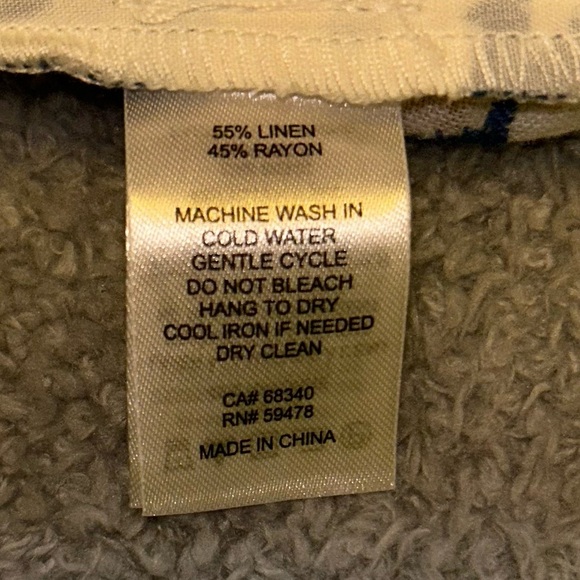 55% LINEN
45% RAYON
MACHINE WASH IN
COLD WATER
GENTLE CYCLE
DO NOT BLEACH
HANG TO DRY
COOL IRON IF NEEDED
DRY CLEAN
CA# 68340
RN# 59478
MADE IN CHINA